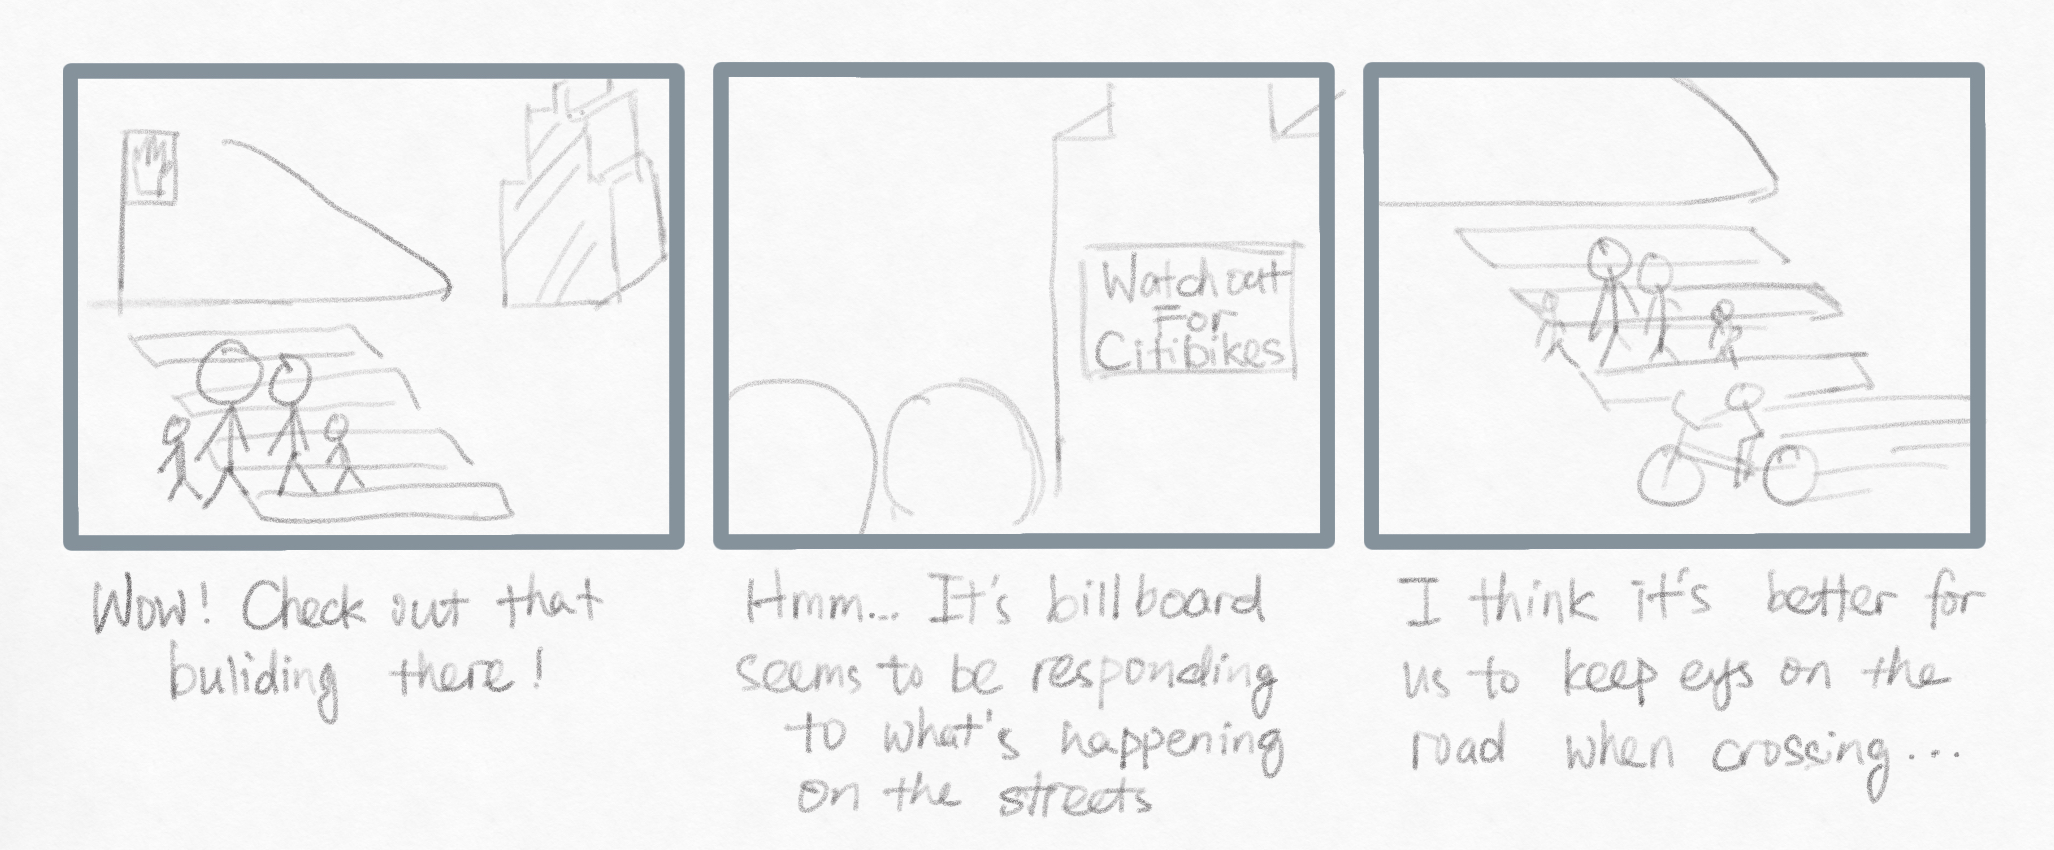 Watch out
For
Citibikes
Wow! Check out that
buliding there!
Hmm... It's billboard
seems to be responding
to what's happening
on the streets
I think it's better for
us to keep eys on the
road when crossing...